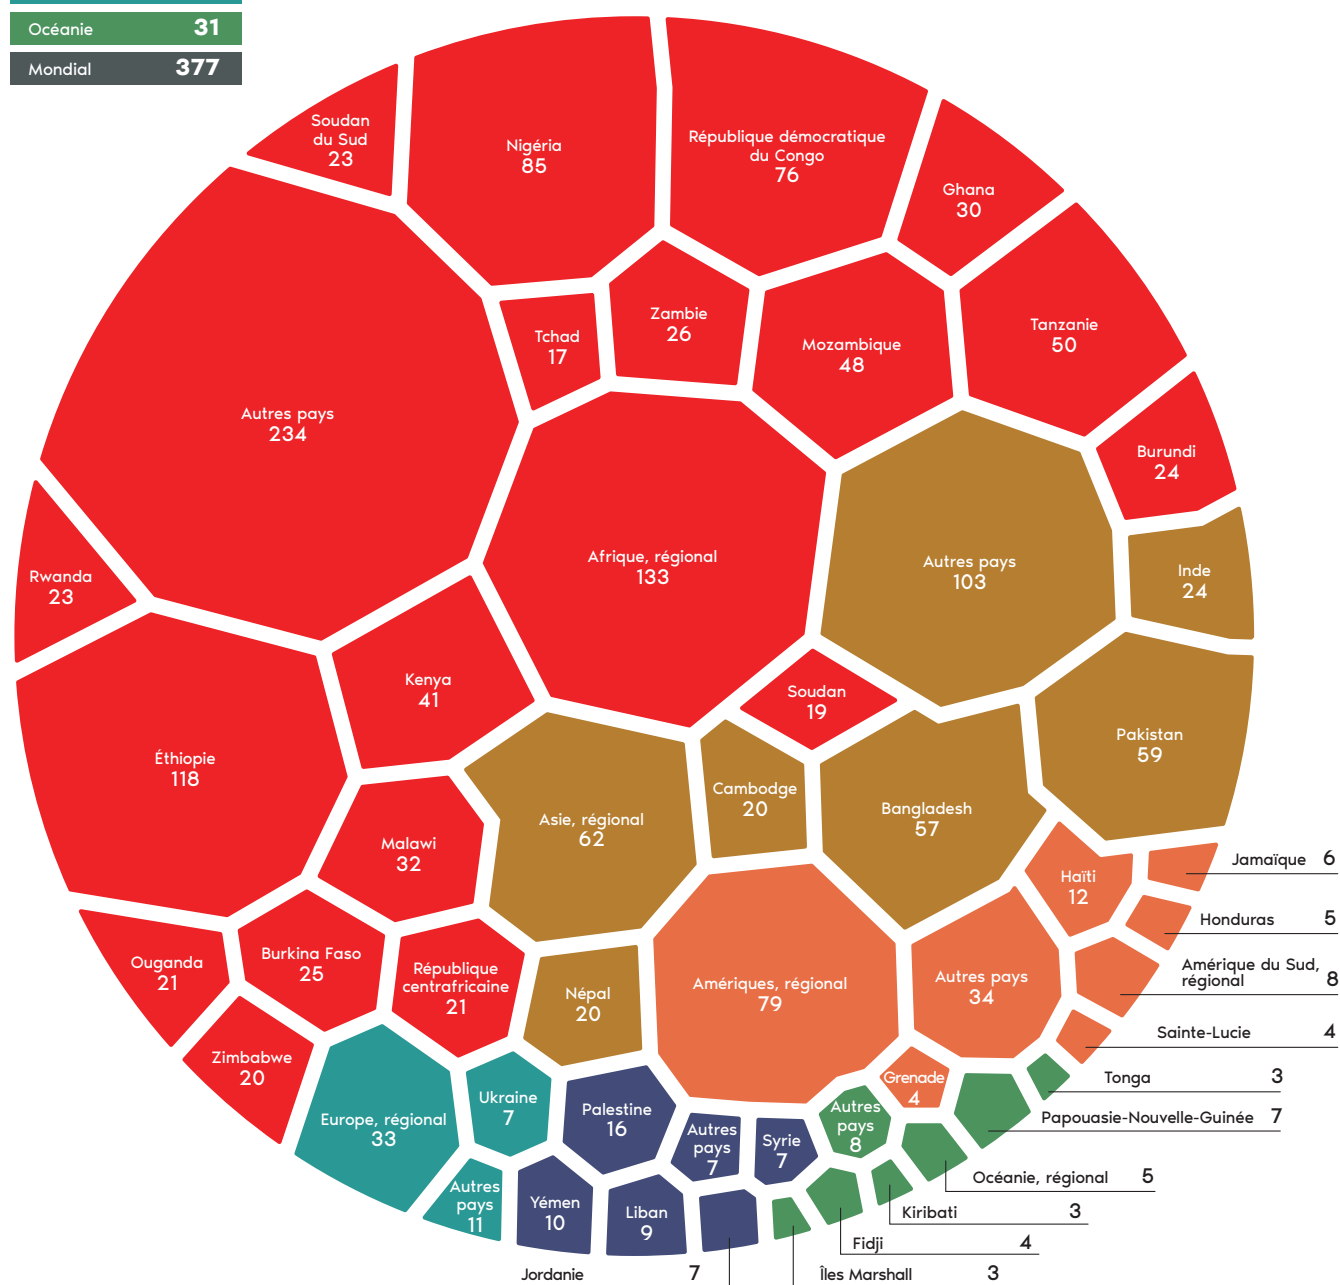 Océanie 31
Mondial 377
Soudan
du Sud
23
Nigéria
85
République démocratique
du Congo
76
Ghana
30
Zambie
26
Tchad
17
Mozambique
48
Tanzanie
50
Autres pays
234
Burundi
24
Afrique, régional
133
Autres pays
103
Inde
24
Rwanda
23
Kenya
41
Soudan
19
Pakistan
59
Éthiopie
118
Cambodge
20
Asie, régional
62
Bangladesh
57
Malawi
32
Haïti
12
Jamaïque 6
Honduras 5
Amérique du Sud,
régional 8
Sainte-Lucie 4
Ouganda
21
Burkina Faso
25
République
centrafricaine
21
Népal
20
Amériques, régional
79
Autres pays
34
Zimbabwe
20
Grenade
4
Tonga 3
Papouasie-Nouvelle-Guinée 7
Europe, régional
33
Ukraine
7
Palestine
16
Autres
pays
7
Syrie
7
Autres
pays
8
Océanie, régional 5
Kiribati 3
Autres
pays
11
Yémen
10
Liban
9
Fidji 4
Jordanie 7
Îles Marshall 3